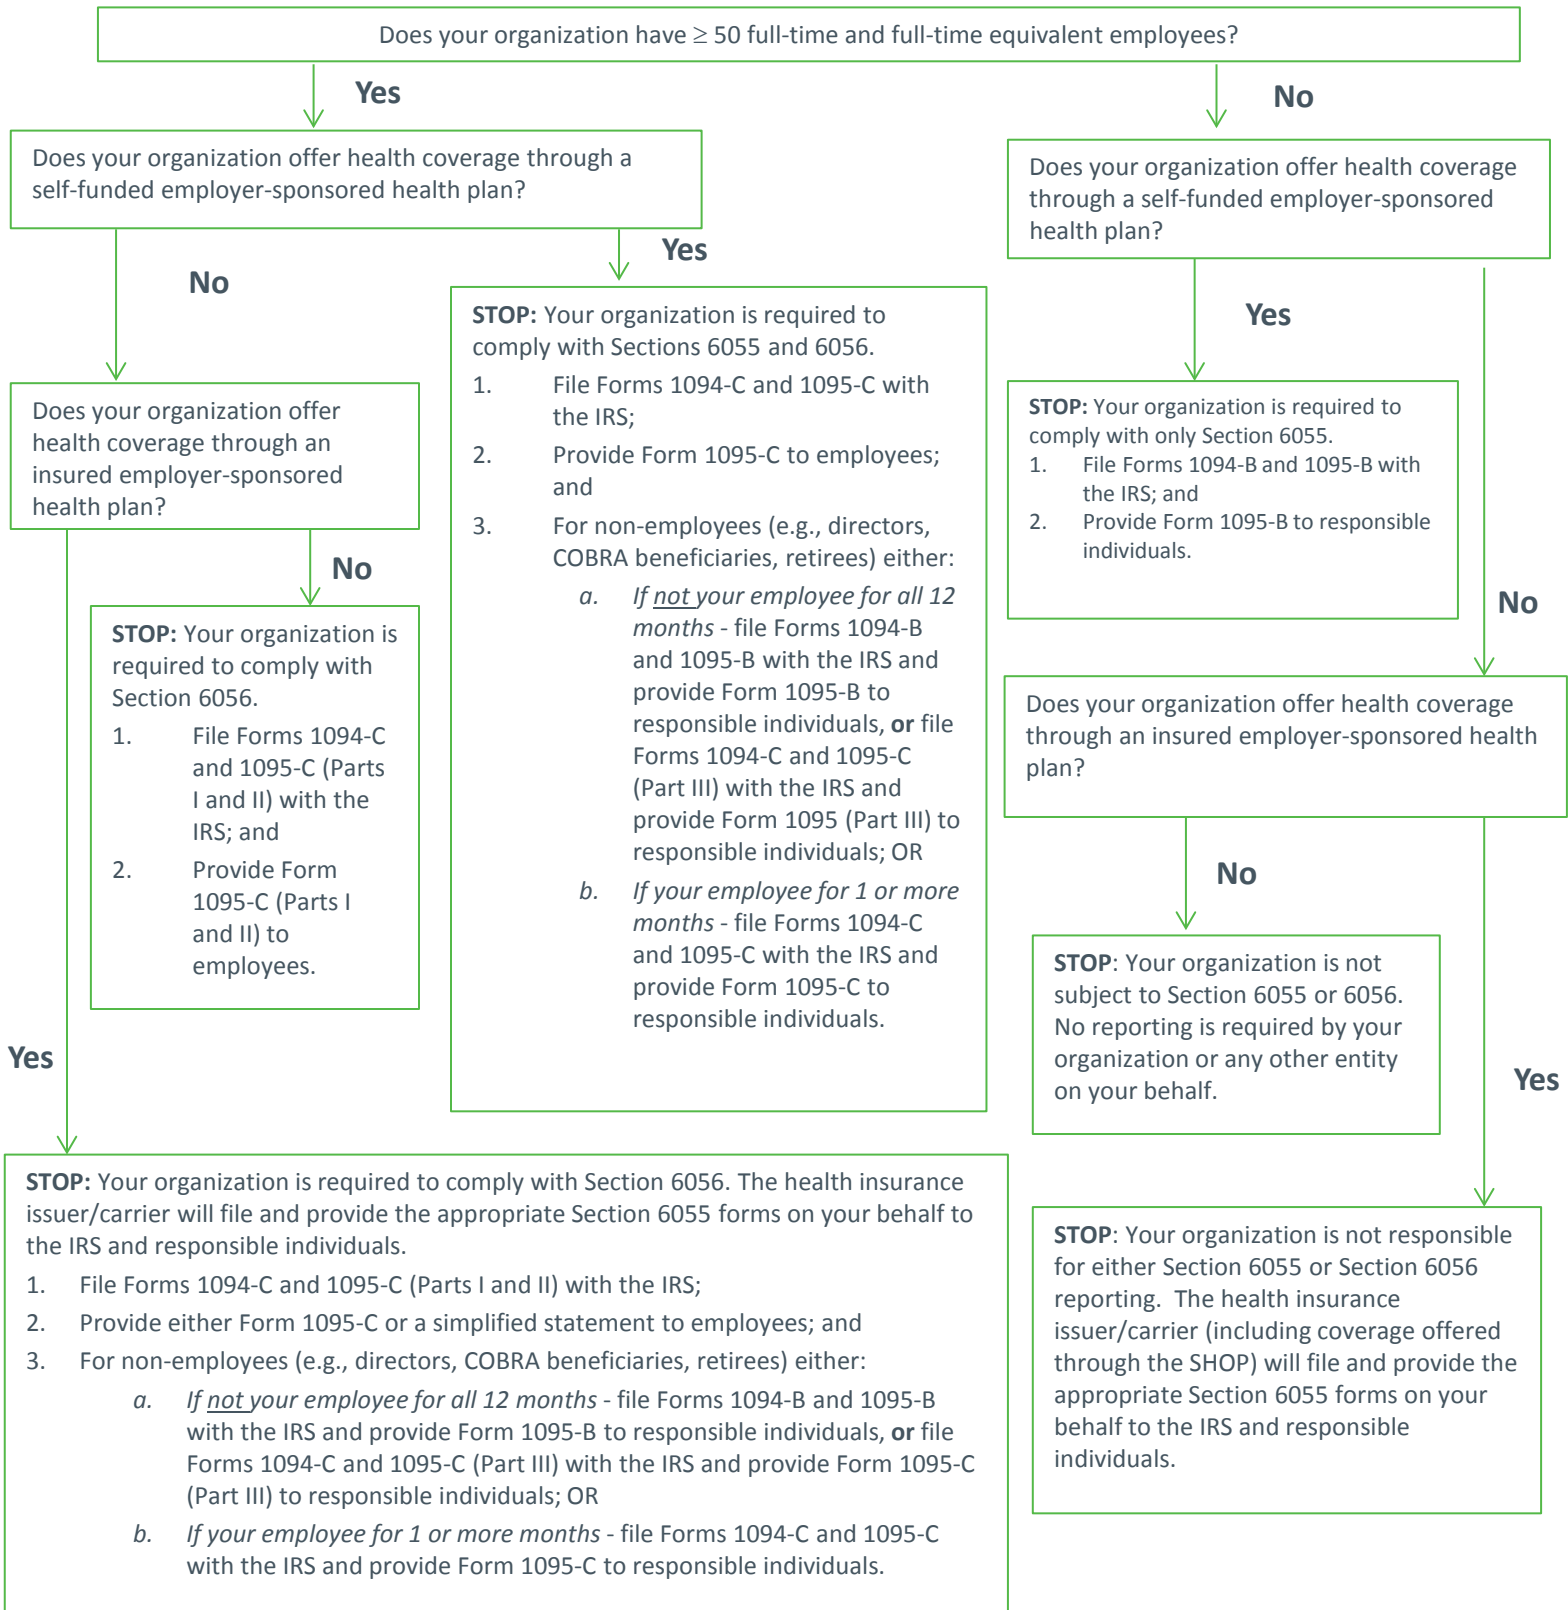 Does your organization have ≥ 50 full-time and full-time equivalent employees?
Yes
No
Does your organization offer health coverage through a
self-funded employer-sponsored health plan?
Does your organization offer health coverage
through a self-funded employer-sponsored
health plan?
No
Yes
Yes
No
STOP: Your organization is required to
comply with Sections 6055 and 6056.
1. File Forms 1094-C and 1095-C with
the IRS;
2. Provide Form 1095-C to employees;
and
3. For non-employees (e.g., directors,
COBRA beneficiaries, retirees) either:
a. If not your employee for all 12
months - file Forms 1094-B
and 1095-B with the IRS and
provide Form 1095-B to
responsible individuals, or file
Forms 1094-C and 1095-C
(Part III) with the IRS and
provide Form 1095 (Part III) to
responsible individuals; OR
b. If your employee for 1 or more
months - file Forms 1094-C
and 1095-C with the IRS and
provide Form 1095-C to
responsible individuals.
Does your organization offer
health coverage through an
insured employer-sponsored
health plan?
No
Yes
STOP: Your organization is
required to comply with
Section 6056.
1. File Forms 1094-C
and 1095-C (Parts
I and II) with the
IRS; and
2. Provide Form
1095-C (Parts I
and II) to
employees.
STOP: Your organization is required to
comply with only Section 6055.
1. File Forms 1094-B and 1095-B with
the IRS; and
2. Provide Form 1095-B to responsible
individuals.
Does your organization offer health coverage
through an insured employer-sponsored health
plan?
No
Yes
STOP: Your organization is not
subject to Section 6055 or 6056.
No reporting is required by your
organization or any other entity
on your behalf.
STOP: Your organization is required to comply with Section 6056. The health insurance
issuer/carrier will file and provide the appropriate Section 6055 forms on your behalf to
the IRS and responsible individuals.
1. File Forms 1094-C and 1095-C (Parts I and II) with the IRS;
2. Provide either Form 1095-C or a simplified statement to employees; and
3. For non-employees (e.g., directors, COBRA beneficiaries, retirees) either:
a. If not your employee for all 12 months - file Forms 1094-B and 1095-B
with the IRS and provide Form 1095-B to responsible individuals, or file
Forms 1094-C and 1095-C (Part III) with the IRS and provide Form 1095-C
(Part III) to responsible individuals; OR
b. If your employee for 1 or more months - file Forms 1094-C and 1095-C
with the IRS and provide Form 1095-C to responsible individuals.
STOP: Your organization is not responsible
for either Section 6055 or Section 6056
reporting. The health insurance
issuer/carrier (including coverage offered
through the SHOP) will file and provide the
appropriate Section 6055 forms on your
behalf to the IRS and responsible
individuals.